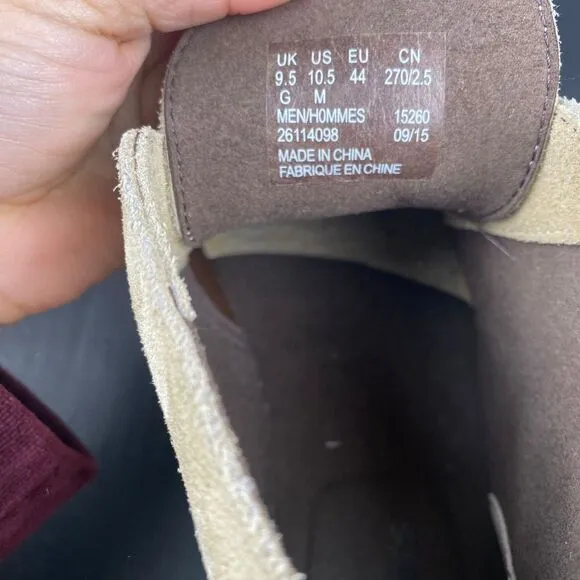 UK US EU CN
9.5 10.5 44 270/2.5
G M
MEN/HOMMES 15260
26114098 09/15
MADE IN CHINA
FABRIQUE EN CHINE